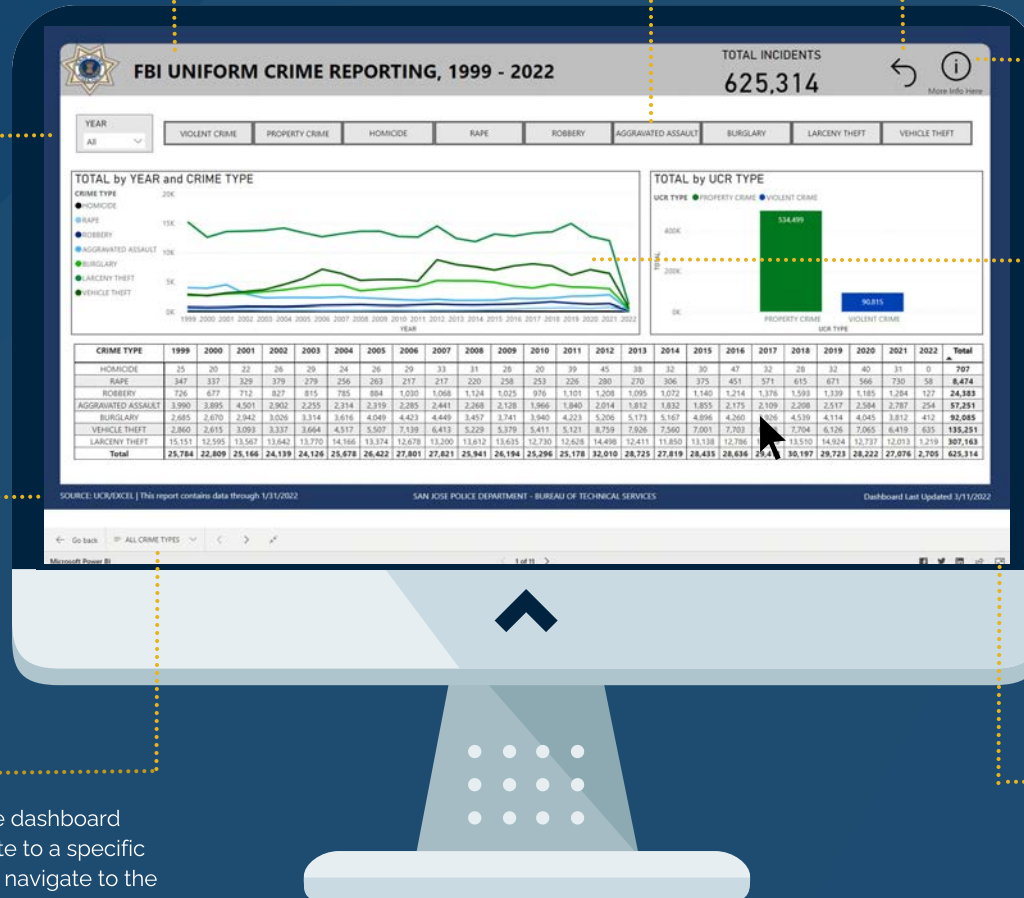 FBI UNIFORM CRIME REPORTING, 1999 - 2022
TOTAL INCIDENTS
625,314
More Info Here
YEAR
All
VIOLENT CRIME PROPERTY CRIME HOMICIDE RAPE ROBBERY AGGRAVATED ASSAULT BURGLARY LARCENY THEFT VEHICLE THEFT
TOTAL by YEAR and CRIME TYPE
CRIME TYPE
HOMICIDE
RAPE
ROBBERY
AGGRAVATED ASSAULT
BURGLARY
LARCENY THEFT
VEHICLE THEFT
20K
15K
10K
5K
0K
1999 2000 2001 2002 2003 2004 2005 2006 2007 2008 2009 2010 2011 2012 2013 2014 2015 2016 2017 2018 2019 2020 2021 2022
YEAR
TOTAL by UCR TYPE
UCR TYPE PROPERTY CRIME VIOLENT CRIME
TOTAL
400K
200K
0K
534,499
90,815
PROPERTY CRIME VIOLENT CRIME
UCR TYPE
CRIME TYPE 1999 2000 2001 2002 2003 2004 2005 2006 2007 2008 2009 2010 2011 2012 2013 2014 2015 2016 2017 2018 2019 2020 2021 2022 Total
HOMICIDE 25 20 22 26 29 24 26 29 33 31 28 20 39 45 38 32 30 47 32 28 32 40 31 0 707
RAPE 347 337 329 379 279 256 263 217 217 220 258 253 226 280 270 306 375 451 571 615 671 566 730 58 8,474
ROBBERY 726 677 712 827 815 785 884 1,030 1,068 1,124 1,025 976 1,101 1,208 1,095 1,072 1,140 1,214 1,376 1,593 1,339 1,185 1,284 127 24,383
AGGRAVATED ASSAULT 3,990 3,895 4,501 2,902 2,255 2,314 2,319 2,285 2,441 2,268 2,128 1,966 1,840 2,014 1,812 1,832 1,855 2,175 2,109 2,208 2,517 2,584 2,787 254 57,251
BURGLARY 2,685 2,670 2,942 3,026 3,314 3,616 4,049 4,423 4,449 3,457 3,741 3,940 4,223 5,206 5,173 5,167 4,896 4,260 4,539 4,114 4,045 3,812 412 92,085
VEHICLE THEFT 2,860 2,615 3,093 3,337 3,664 4,517 5,507 7,139 6,413 5,229 5,379 5,411 5,121 8,759 7,926 7,560 7,001 7,703 7,704 6,126 7,065 6,419 635 135,251
LARCENY THEFT 15,151 12,595 13,567 13,642 13,770 14,166 13,374 12,678 13,200 13,612 13,635 12,730 12,628 14,498 12,411 11,850 13,138 12,786 13,510 14,924 12,737 12,013 1,219 307,163
Total 25,784 22,809 25,166 24,139 24,126 25,678 26,422 27,801 27,821 25,941 26,194 25,296 25,178 32,010 28,725 27,819 28,435 28,636 30,197 29,723 28,222 27,076 2,705 625,314
SOURCE: UCR/EXCEL | This report contains data through 1/31/2022
SAN JOSE POLICE DEPARTMENT - BUREAU OF TECHNICAL SERVICES
Dashboard Last Updated 3/11/2022
Go back ALL CRIME TYPES
Microsoft Power BI
1 of 11
dashboard
to a specific
navigate to the